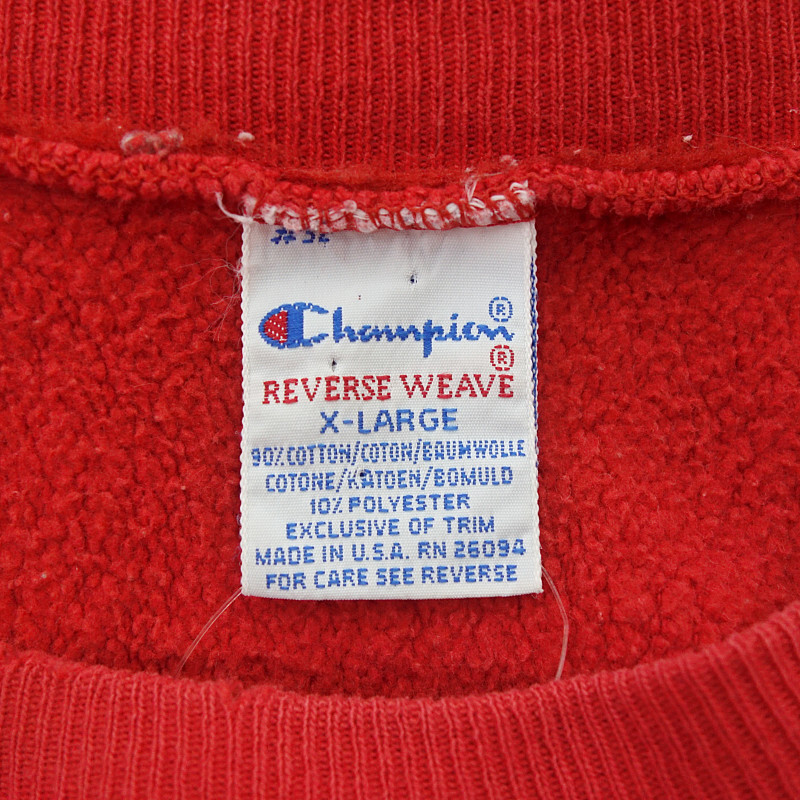 Champion®
REVERSE WEAVE®
X-LARGE
90% COTTON/COTON/BAUMWOLLE
COTONE/KATOEN/BOMULD
10% POLYESTER
EXCLUSIVE OF TRIM
MADE IN U.S.A. RN 26094
FOR CARE SEE REVERSE